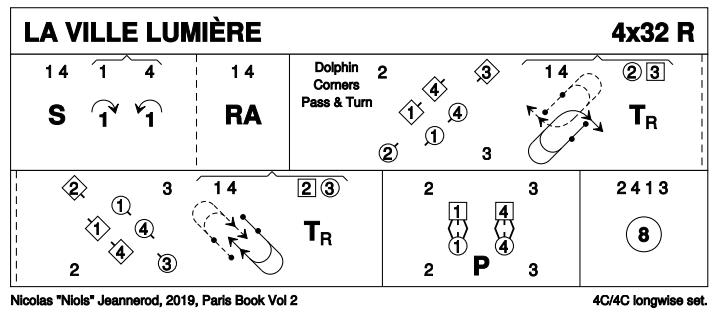 LA VILLE LUMIÈRE 4x32 R
1 4 1 4 1 4 Dolphin 2 3 1 4 2 3
Corners
Pass & Turn
4
1 4
S 1 1 RA 1 TR
2 3
2 3 1 4 2 3 2 3 2 4 1 3
1 1 4
1 4 TR 8
4 3 1 4
2 2 P 3
Nicolas "Niols" Jeannerod, 2019, Paris Book Vol 2 4C/4C longwise set.